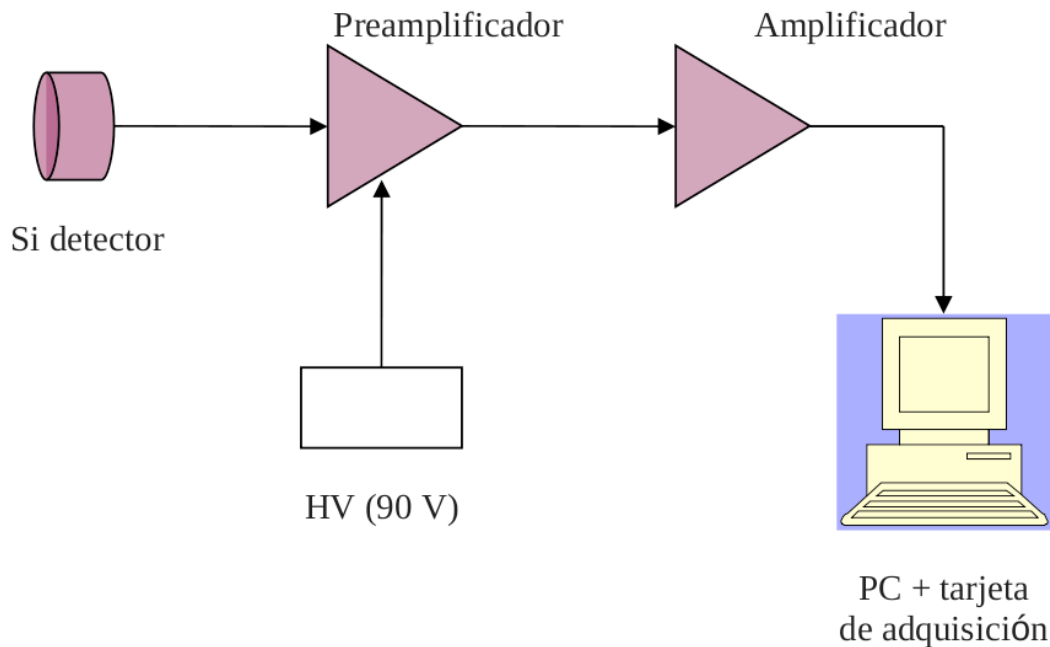 Preamplificador
Amplificador
Si detector
HV (90 V)
PC + tarjeta
de adquisición